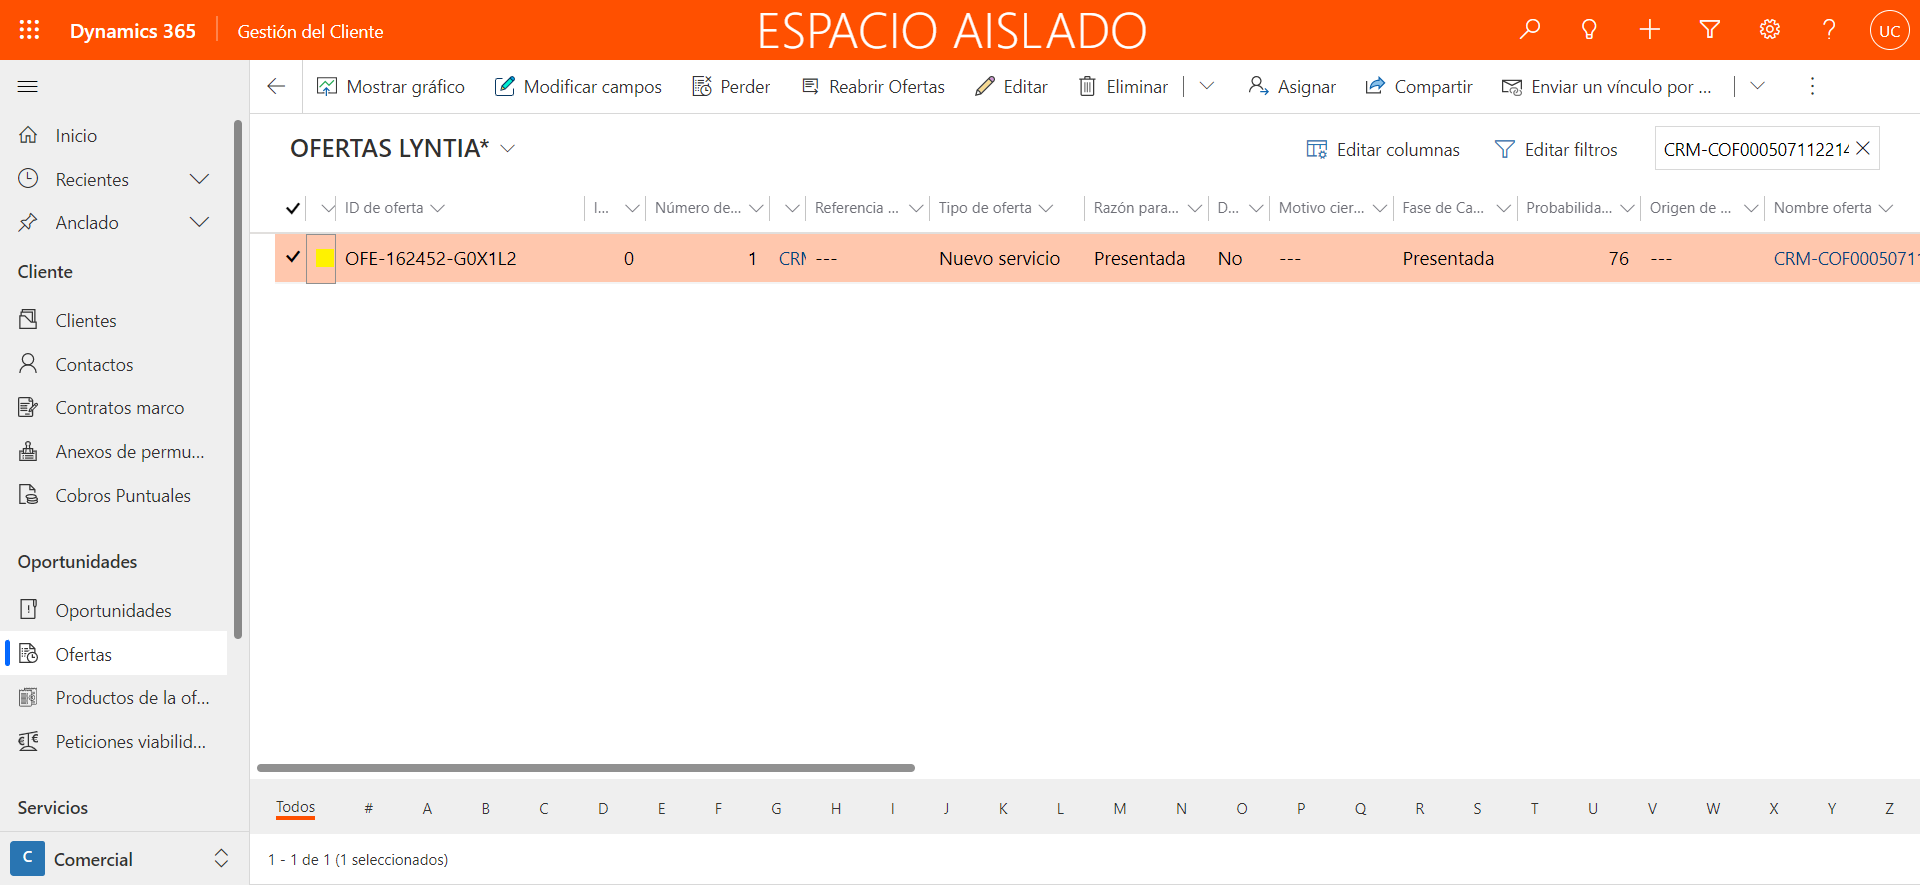 Dynamics 365
Gestión del Cliente
ESPACIO AISLADO
UC
Mostrar gráfico
Modificar campos
Perder
Reabrir Ofertas
Editar
Eliminar
Asignar
Compartir
Enviar un vínculo por ...
Inicio
Recientes
Anclado
Cliente
Clientes
Contactos
Contratos marco
Anexos de permu...
Cobros Puntuales
Oportunidades
Oportunidades
Ofertas
Productos de la of...
Peticiones viabilid...
Servicios
C
Comercial
OFERTAS LYNTIA*
Editar columnas
Editar filtros
CRM-COF00050711221
ID de oferta
I...
Número de...
Referencia ...
Tipo de oferta
Razón para...
D...
Motivo cier...
Fase de Ca...
Probabilida...
Origen de ...
Nombre oferta
OFE-162452-G0X1L2
0
1
CRM
---
Nuevo servicio
Presentada
No
---
Presentada
76
---
CRM-COF0005071
Todos # A B C D E F G H I J K L M N O P Q R S T U V W X Y Z
1 - 1 de 1 (1 seleccionados)